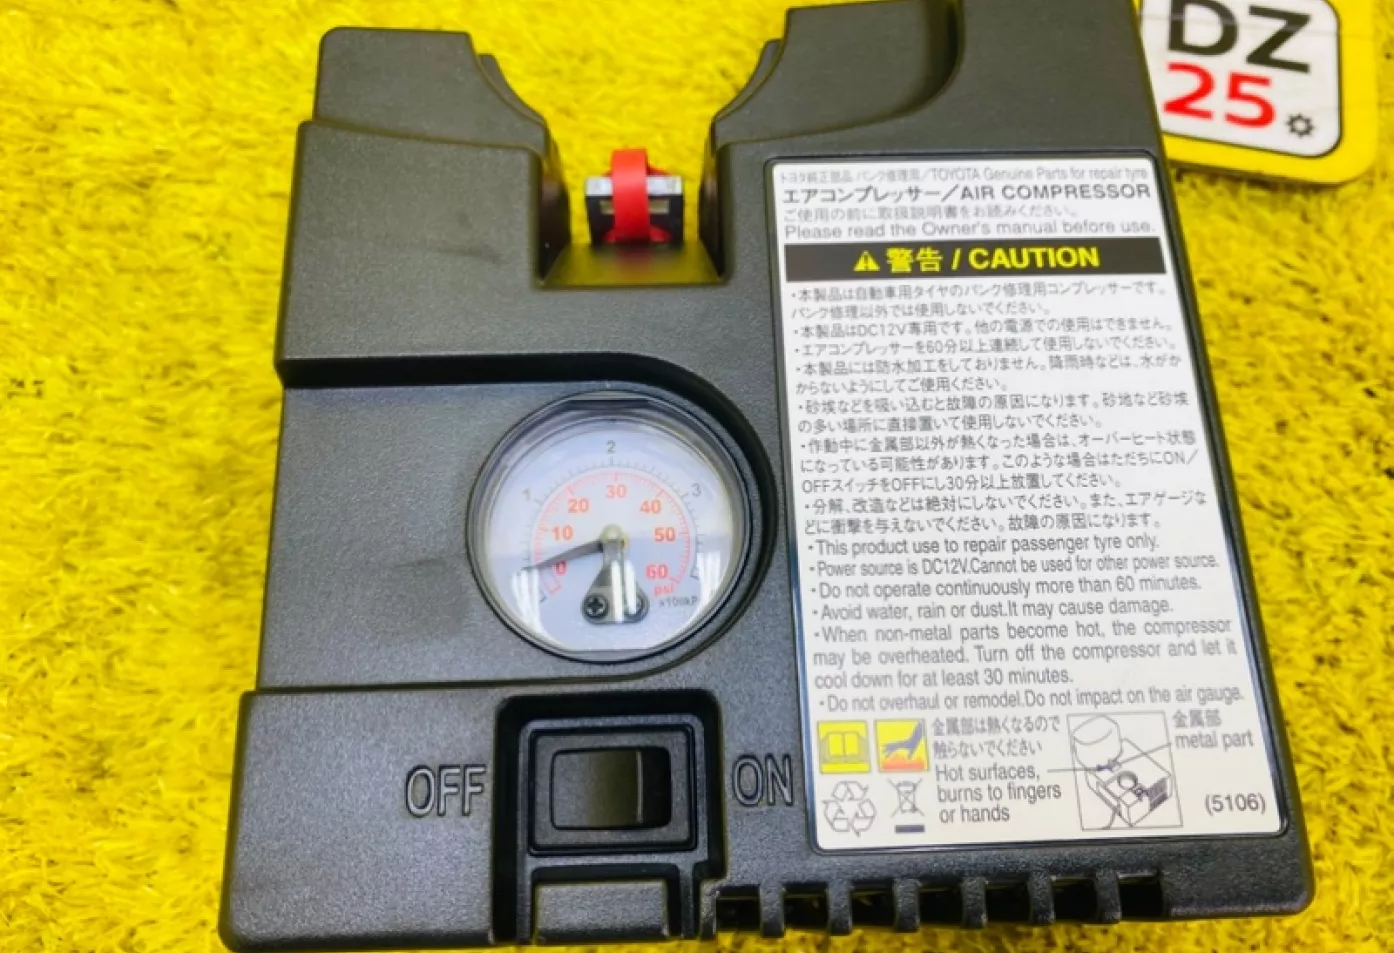 DZ
25
トヨタ純正部品 パンク修理用/TOYOTA Genuine Parts for repair tyre
エアコンプレッサー/AIR COMPRESSOR
ご使用の前に取扱説明書をお読みください。
Please read the Owner's manual before use.
警告 / CAUTION
・本製品は自動車用タイヤのパンク修理用コンプレッサーです。
パンク修理以外では使用しないでください。
・本製品はDC12V専用です。他の電源での使用はできません。
・エアコンプレッサーを60分以上連続して使用しないでください。
・本製品には防水加工をしておりません。降雨時などは、水がか
からないようにしてご使用ください。
・砂埃などを吸い込むと故障の原因になります。砂地など砂埃
の多い場所に直接置いて使用しないでください。
・作動中に金属部以外が熱くなった場合は、オーバーヒート状態
になっている可能性があります。このような場合はただちにON/
OFFスイッチをOFFにし30分以上放置してください。
・分解、改造などは絶対にしないでください。また、エアゲージな
どに衝撃を与えないでください。故障の原因になります。
・This product use to repair passenger tyre only.
・Power source is DC12V.Cannot be used for other power source.
・Do not operate continuously more than 60 minutes.
・Avoid water, rain or dust.It may cause damage.
・When non-metal parts become hot, the compressor
may be overheated. Turn off the compressor and let it
cool down for at least 30 minutes.
・Do not overhaul or remodel.Do not impact on the air gauge.
金属部は熱くなるので
触らないでください
Hot surfaces,
burns to fingers
or hands
金属部
metal part
(5106)
1 2 3
0 10 20 30 40 50 60
psi
x100kP
OFF ON